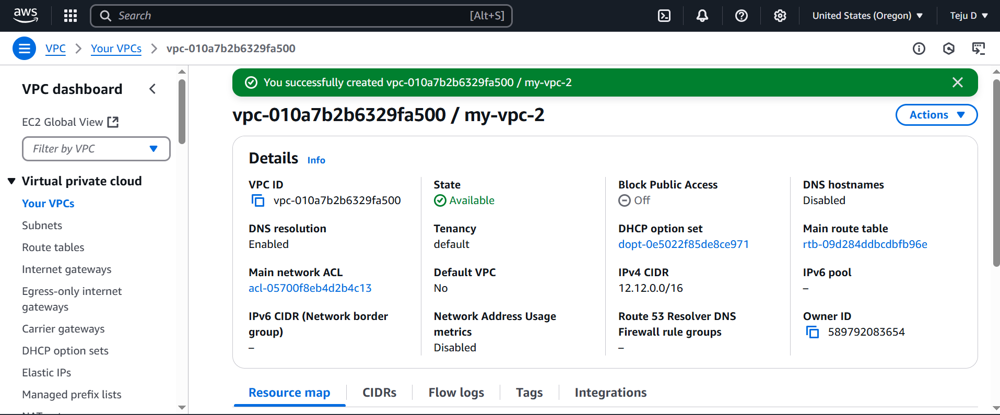 aws
Search
[Alt+S]
United States (Oregon)
Teju D
VPC
Your VPCs
vpc-010a7b2b6329fa500
VPC dashboard
EC2 Global View
Filter by VPC
Virtual private cloud
Your VPCs
Subnets
Route tables
Internet gateways
Egress-only internet
gateways
Carrier gateways
DHCP option sets
Elastic IPs
Managed prefix lists
You successfully created vpc-010a7b2b6329fa500 / my-vpc-2
vpc-010a7b2b6329fa500 / my-vpc-2
Actions
Details Info
VPC ID
vpc-010a7b2b6329fa500
State
Available
Block Public Access
Off
DNS hostnames
Disabled
DNS resolution
Enabled
Tenancy
default
DHCP option set
dopt-0e5022f85de8ce971
Main route table
rtb-09d284ddbcdbfb96e
Main network ACL
acl-05700f8eb4d2b4c13
Default VPC
No
IPv4 CIDR
12.12.0.0/16
IPv6 pool
–
IPv6 CIDR (Network border
group)
–
Network Address Usage
metrics
Disabled
Route 53 Resolver DNS
Firewall rule groups
–
Owner ID
589792083654
Resource map
CIDRs
Flow logs
Tags
Integrations